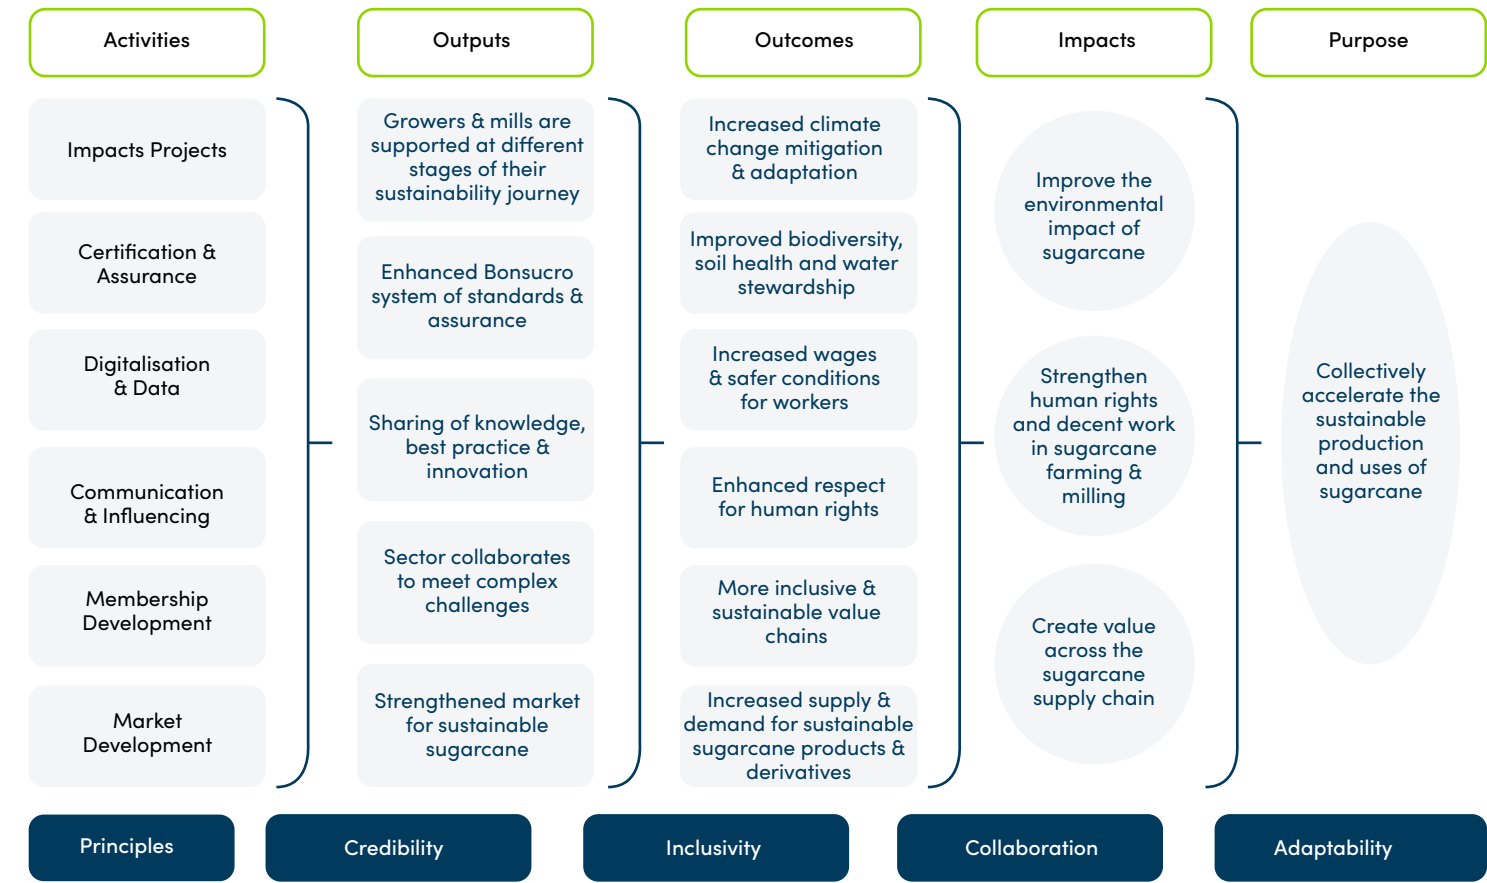 Activities
Outputs
Outcomes
Impacts
Purpose
Impacts Projects
Certification &
Assurance
Digitalisation
& Data
Communication
& Influencing
Membership
Development
Market
Development
Growers & mills are
supported at different
stages of their
sustainability journey
Enhanced Bonsucro
system of standards &
assurance
Sharing of knowledge,
best practice &
innovation
Sector collaborates
to meet complex
challenges
Strengthened market
for sustainable
sugarcane
Increased climate
change mitigation
& adaptation
Improved biodiversity,
soil health and water
stewardship
Increased wages
& safer conditions
for workers
Enhanced respect
for human rights
More inclusive &
sustainable value
chains
Increased supply &
demand for sustainable
sugarcane products &
derivatives
Improve the
environmental
impact of
sugarcane
Strengthen
human rights
and decent work
in sugarcane
farming &
milling
Create value
across the
sugarcane
supply chain
Collectively
accelerate the
sustainable
production
and uses of
sugarcane
Principles
Credibility
Inclusivity
Collaboration
Adaptability